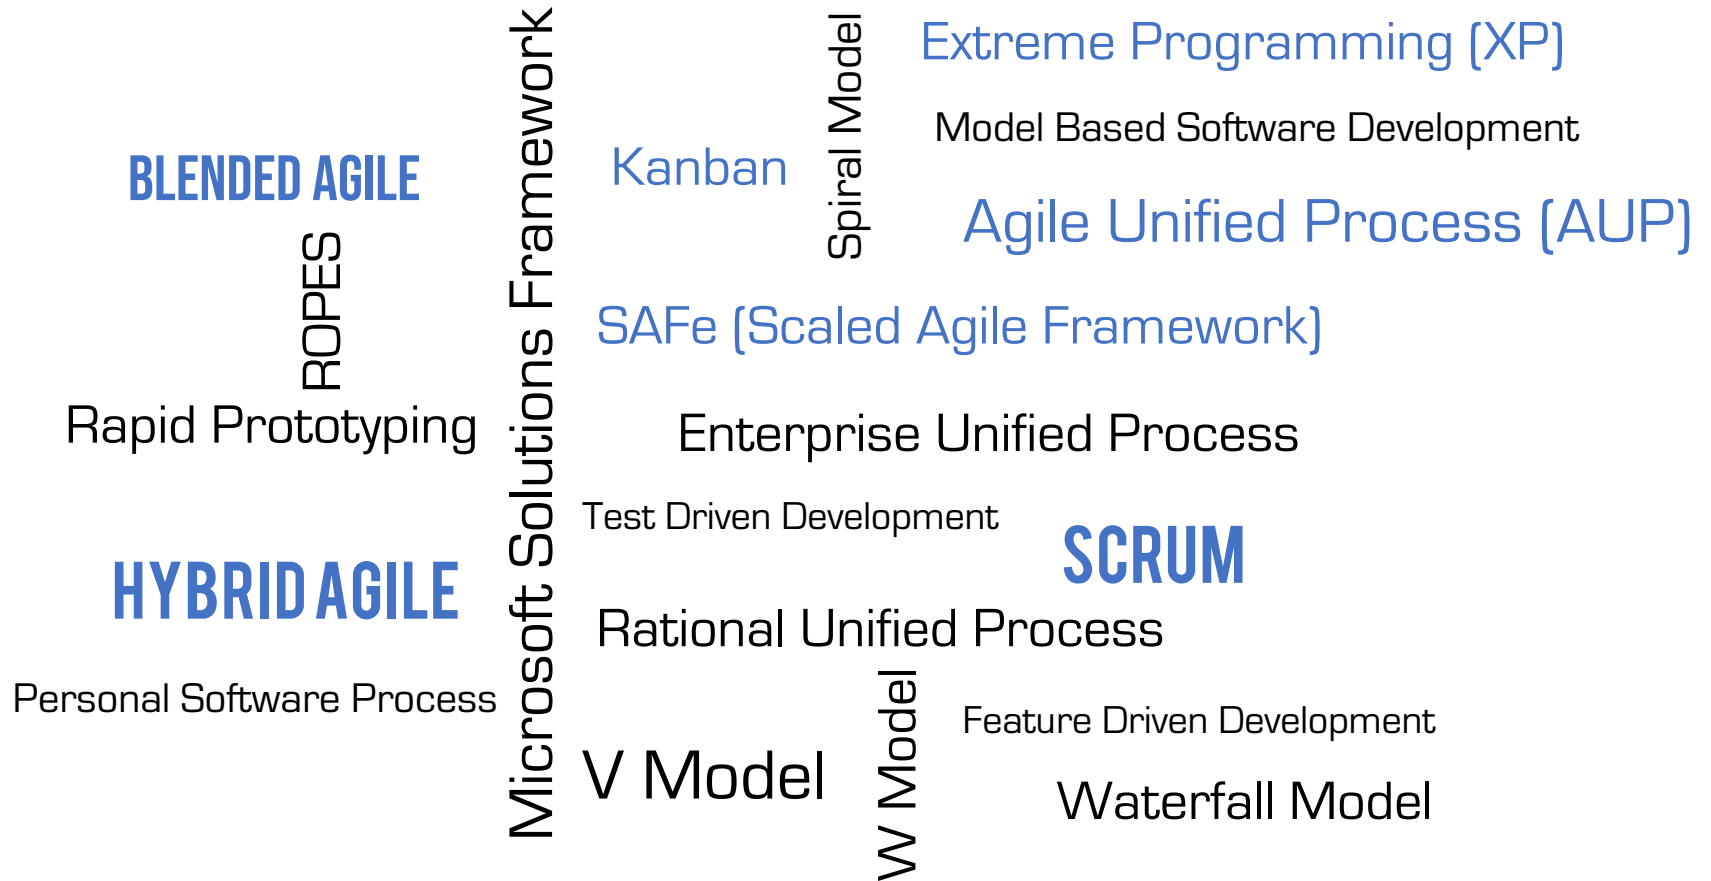 BLENDED AGILE
ROPES
Rapid Prototyping
HYBRID AGILE
Personal Software Process
Microsoft Solutions Framework
Kanban
Spiral Model
Extreme Programming (XP)
Model Based Software Development
Agile Unified Process (AUP)
SAFe (Scaled Agile Framework)
Enterprise Unified Process
Test Driven Development
SCRUM
Rational Unified Process
V Model
W Model
Feature Driven Development
Waterfall Model